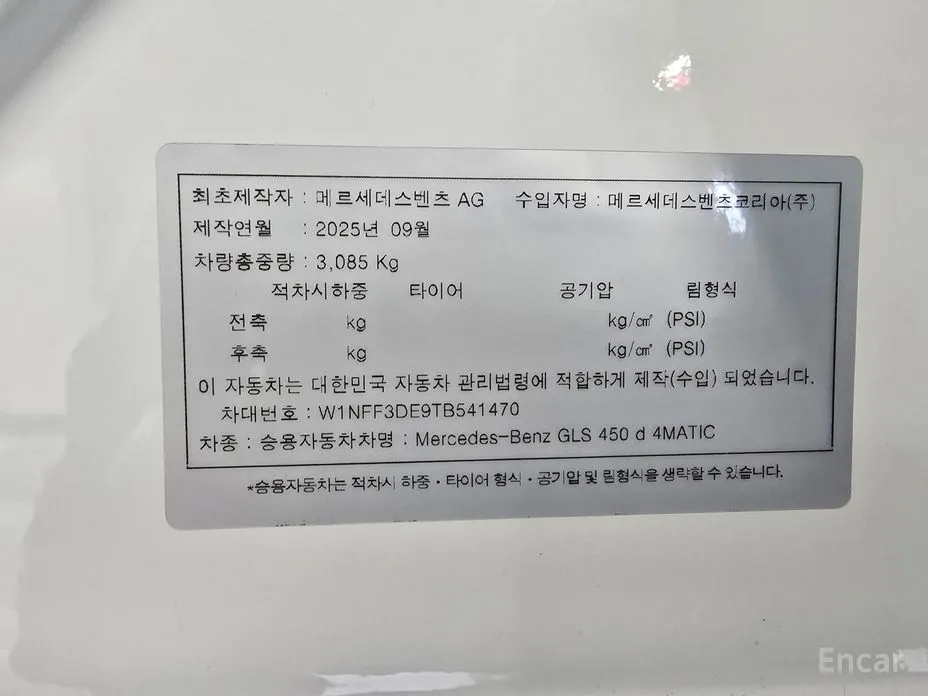 최초제작자 : 메르세데스벤츠 AG 수입자명 : 메르세데스벤츠코리아(주)
제작연월 : 2025년 09월
차량총중량 : 3,085 Kg
적차시하중 타이어 공기압 림형식
전축 kg kg/㎠ (PSI)
후축 kg kg/㎠ (PSI)
이 자동차는 대한민국 자동차 관리법령에 적합하게 제작(수입) 되었습니다.
차대번호 : W1NFF3DE9TB541470
차종 : 승용자동차차명 : Mercedes-Benz GLS 450 d 4MATIC
*승용자동차는 적차시 하중·타이어 형식·공기압 및 림형식을 생략할 수 있습니다.
Encar